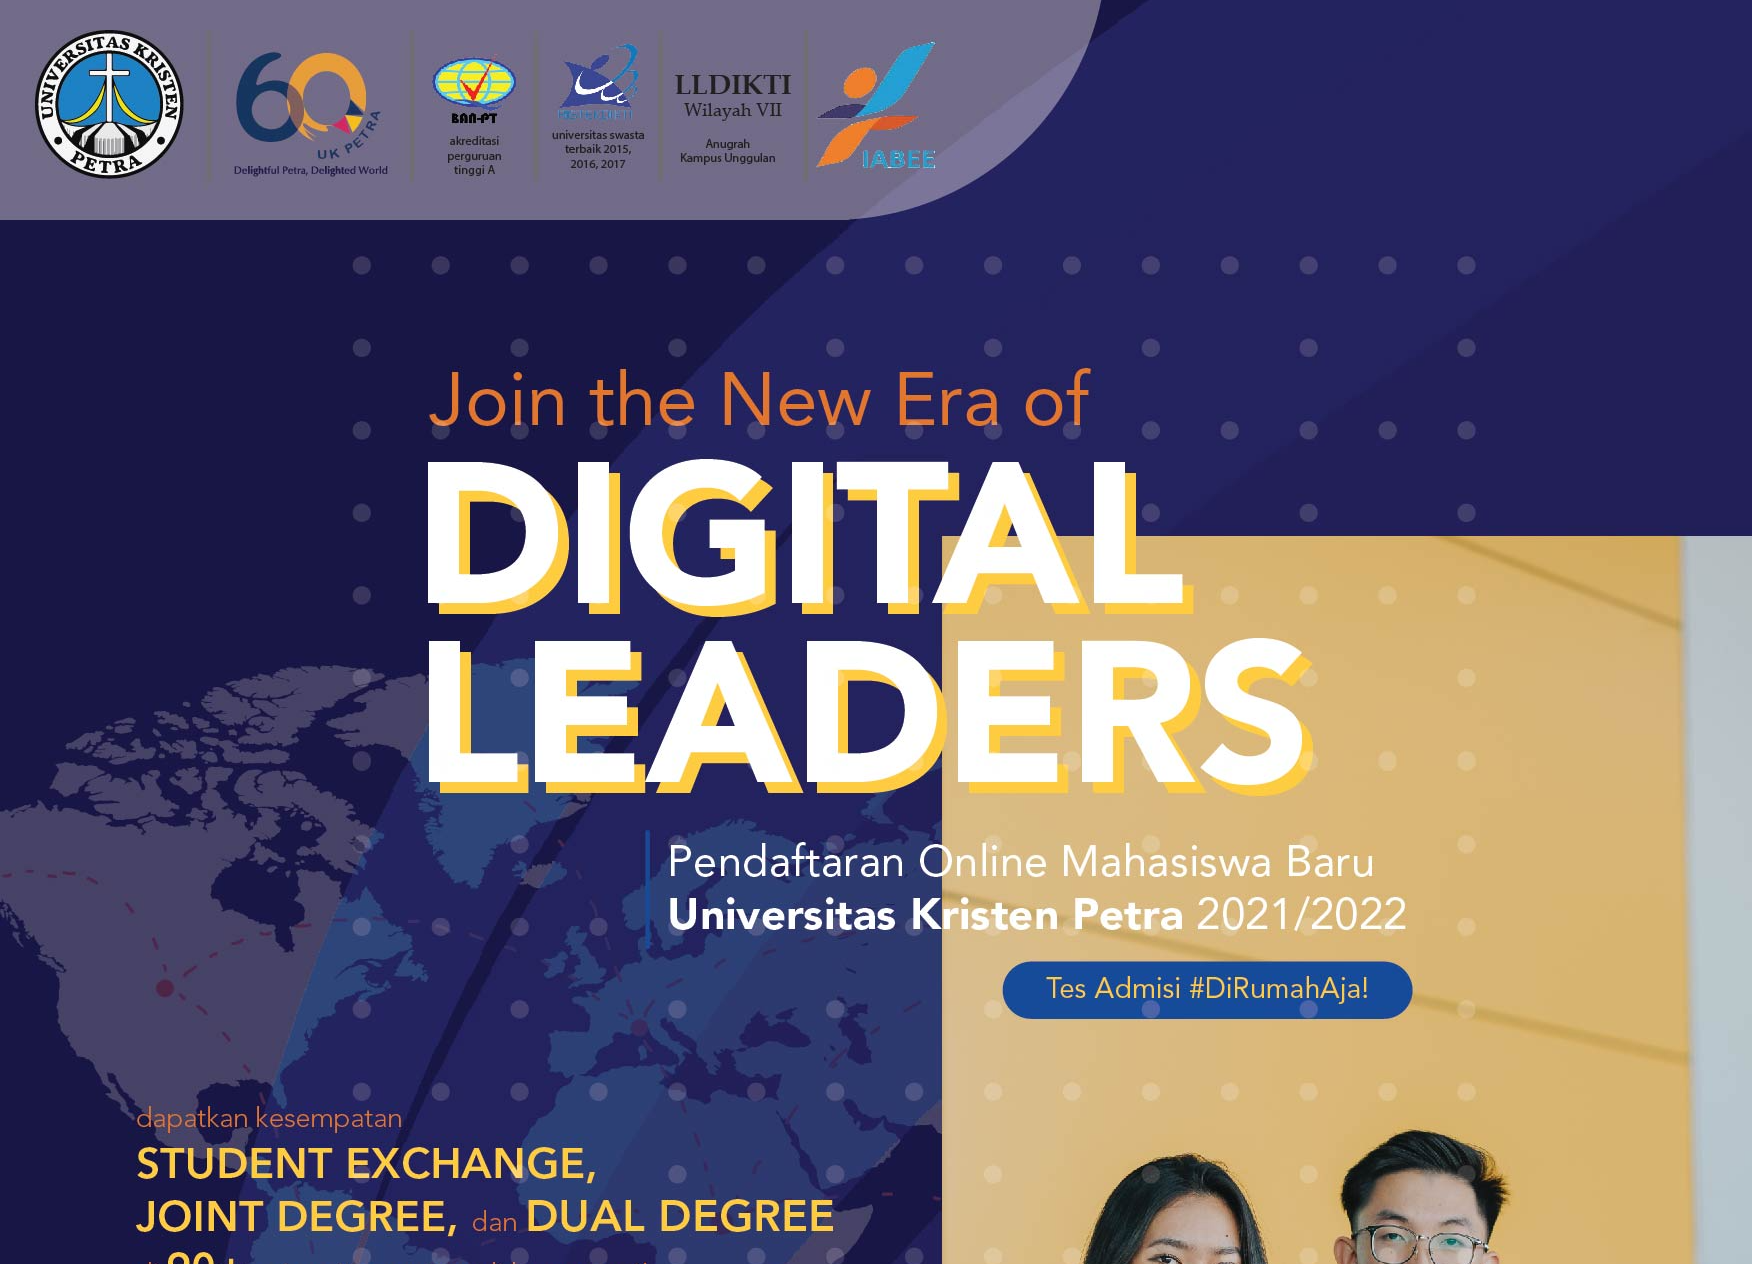 UNIVERSITAS KRISTEN
PETRA
60
UK PETRA
Delightful Petra, Delighted World
BAN-PT
akreditasi
perguruan
tinggi A
universitas swasta
terbaik 2015,
2016, 2017
LLDIKTI
Wilayah VII
Anugrah
Kampus Unggulan
IABEE
Join the New Era of
DIGITAL
LEADERS
Pendaftaran Online Mahasiswa Baru
Universitas Kristen Petra 2021/2022
Tes Admisi #DiRumahAja!
dapatkan kesempatan
STUDENT EXCHANGE,
JOINT DEGREE, dan DUAL DEGREE